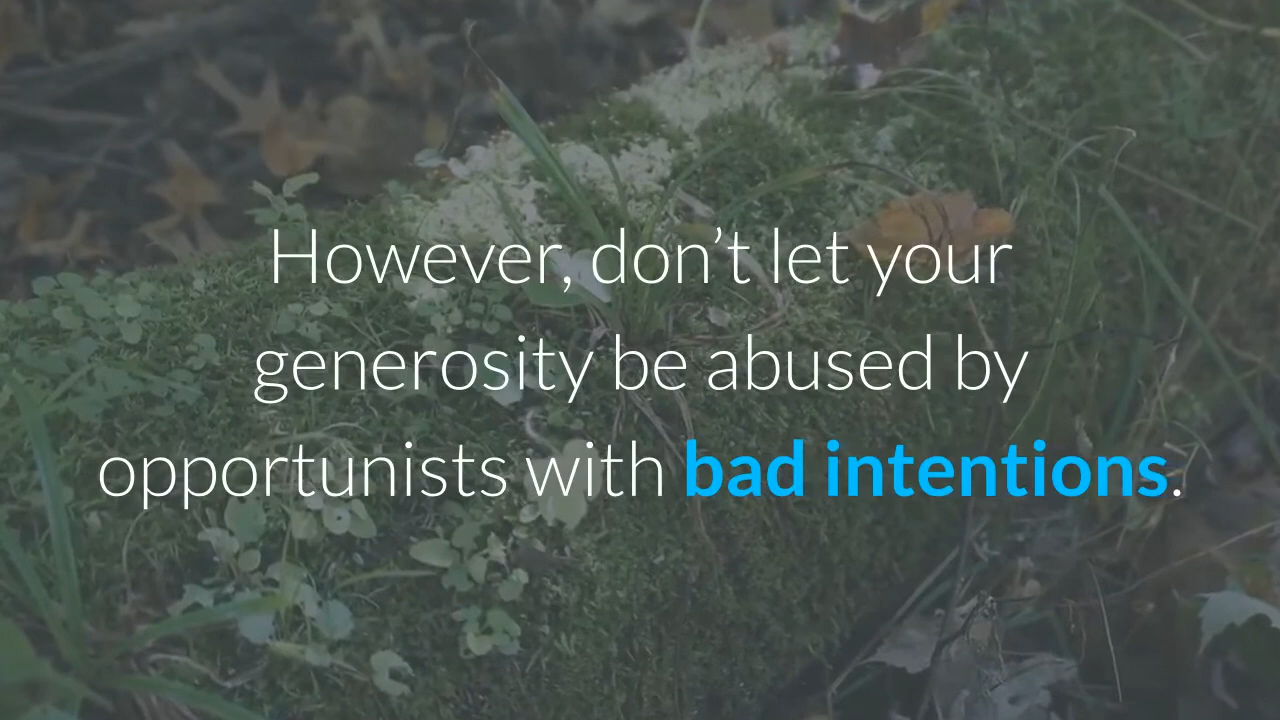 However, don’t let your
generosity be abused by
opportunists with bad intentions.